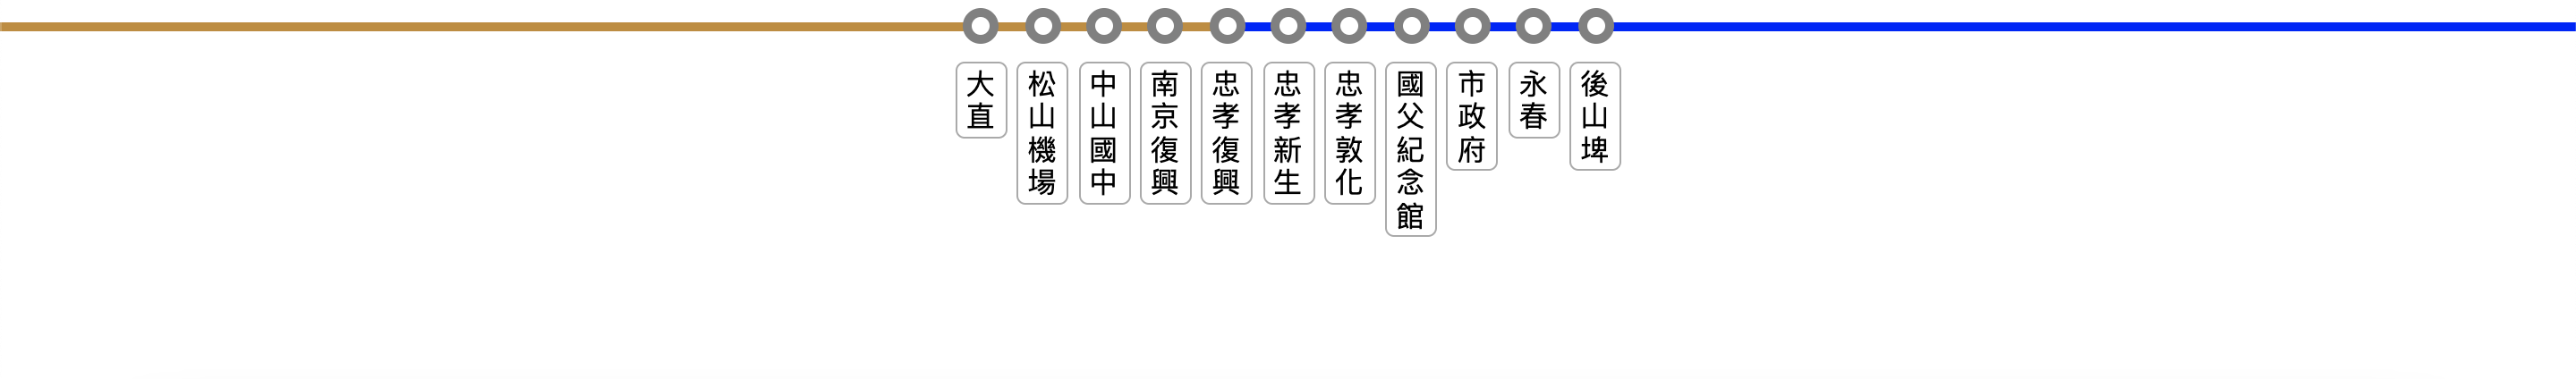 大直
松山機場
中山國中
南京復興
忠孝復興
忠孝新生
忠孝敦化
國父紀念館
市政府
永春
後山埤